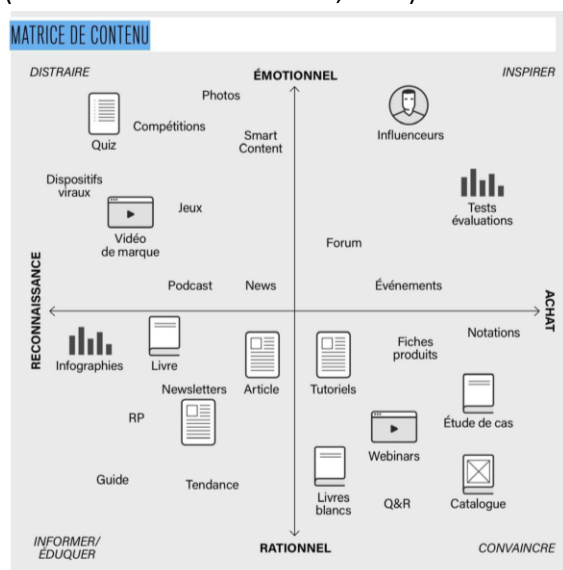 MATRICE DE CONTENU
DISTRAIRE
ÉMOTIONNEL
INSPIRER
Photos
Quiz
Compétitions
Smart
Content
Influenceurs
Dispositifs
viraux
Jeux
Vidéo
de marque
Tests
évaluations
Forum
Podcast
News
Événements
RECONNAISSANCE
ACHAT
Infographies
Livre
Newsletters
Article
Tutoriels
Fiches
produits
Notations
RP
Étude de cas
Webinars
Guide
Tendance
Livres
blancs
Q&R
Catalogue
INFORMER/
ÉDUQUER
RATIONNEL
CONVAINCRE